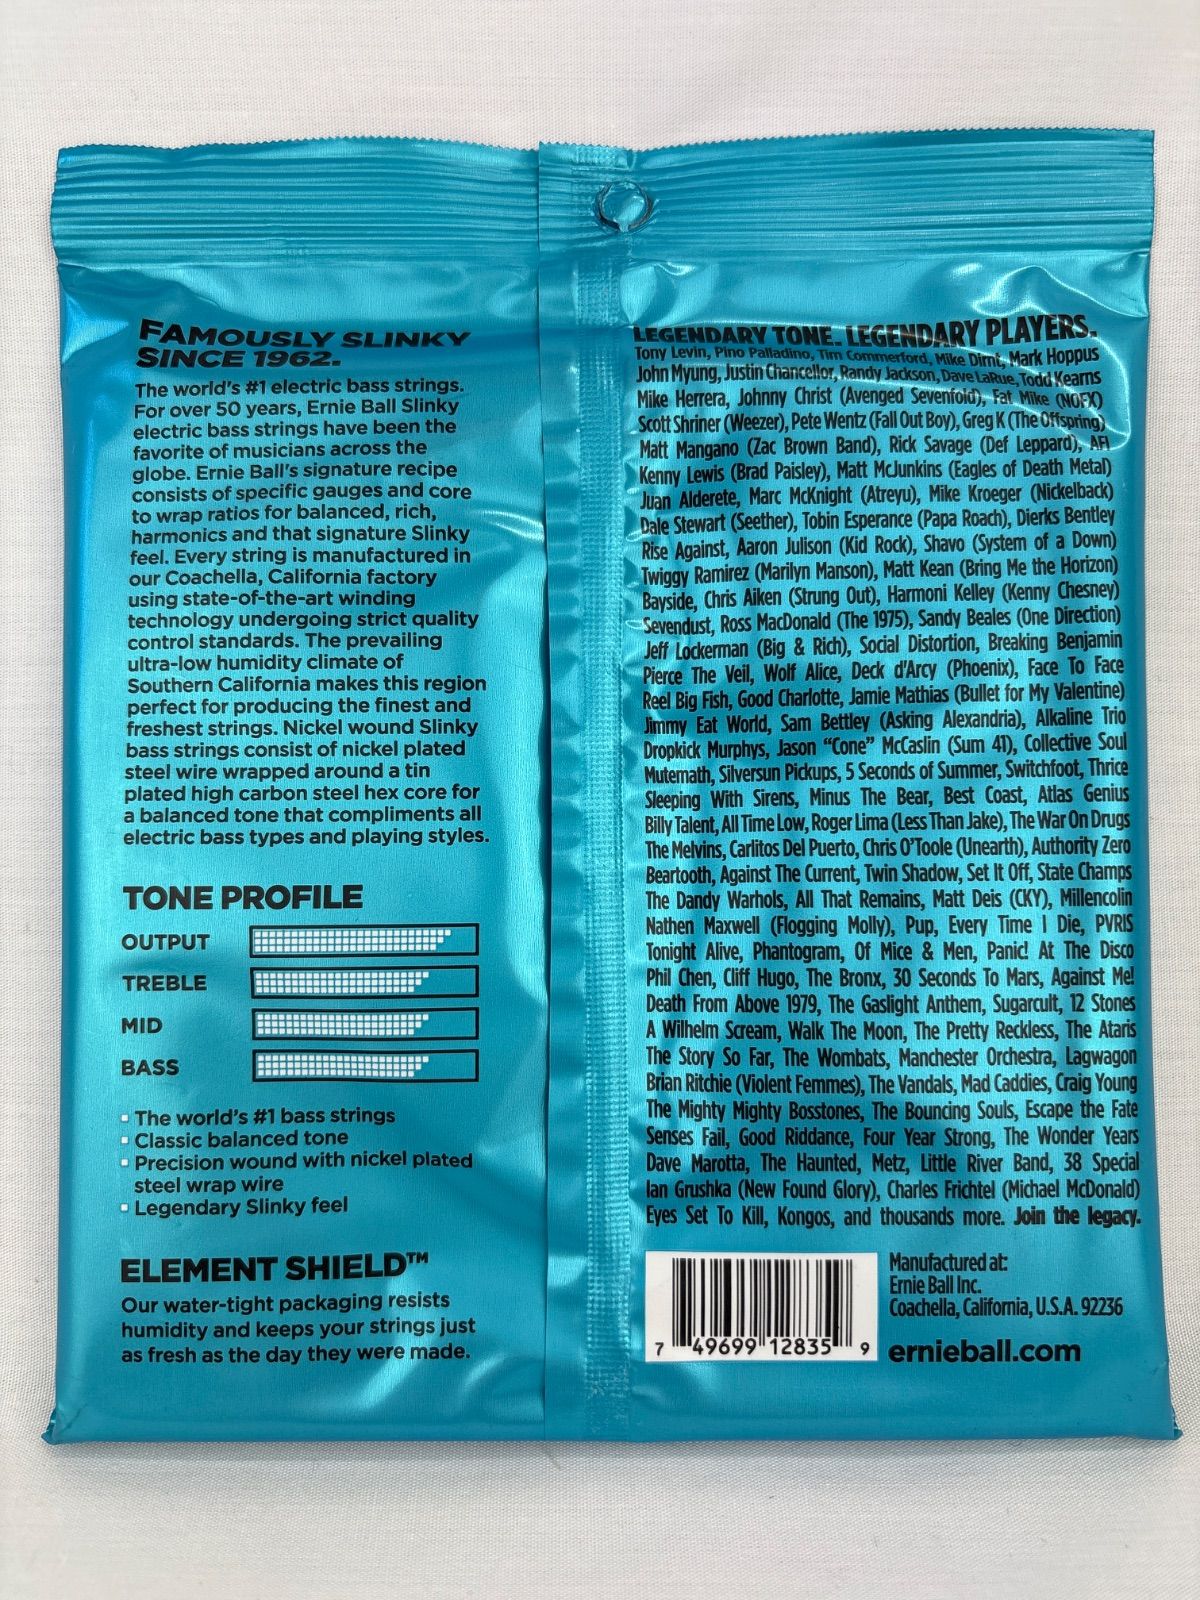 FAMOUSLY SLINKY
SINCE 1962.
The world's #1 electric bass strings.
For over 50 years, Ernie Ball Slinky
electric bass strings have been the
favorite of musicians across the
globe. Ernie Ball's signature recipe
consists of specific gauges and core
to wrap ratios for balanced, rich,
harmonics and that signature Slinky
feel. Every string is manufactured in
our Coachella, California factory
using state-of-the-art winding
technology undergoing strict quality
control standards. The prevailing
ultra-low humidity climate of
Southern California makes this region
perfect for producing the finest and
freshest strings. Nickel wound Slinky
bass strings consist of nickel plated
steel wire wrapped around a tin
plated high carbon steel hex core for
a balanced tone that compliments all
electric bass types and playing styles.
TONE PROFILE
OUTPUT
TREBLE
MID
BASS
The world's #1 bass strings
Classic balanced tone
Precision wound with nickel plated
steel wrap wire
Legendary Slinky feel
ELEMENT SHIELD™
Our water-tight packaging resists
humidity and keeps your strings just
as fresh as the day they were made.
LEGENDARY TONE. LEGENDARY PLAYERS.
Tony Levin, Pino Palladino, Tim Commerford, Mike Dirnt, Mark Hoppus
John Myung, Justin Chancellor, Randy Jackson, Dave LaRue, Todd Kearns
Mike Herrera, Johnny Christ (Avenged Sevenfold), Fat Mike (NOFX)
Scott Shriner (Weezer), Pete Wentz (Fall Out Boy), Greg K (The Offspring)
Matt Mangano (Zac Brown Band), Rick Savage (Def Leppard), AFI
Kenny Lewis (Brad Paisley), Matt McJunkins (Eagles of Death Metal)
Juan Alderete, Marc McKnight (Atreyu), Mike Kroeger (Nickelback)
Dale Stewart (Seether), Tobin Esperance (Papa Roach), Dierks Bentley
Rise Against, Aaron Julison (Kid Rock), Shavo (System of a Down)
Twiggy Ramirez (Marilyn Manson), Matt Kean (Bring Me the Horizon)
Bayside, Chris Aiken (Strung Out), Harmoni Kelley (Kenny Chesney)
Sevendust, Ross MacDonald (The 1975), Sandy Beales (One Direction)
Jeff Lockerman (Big & Rich), Social Distortion, Breaking Benjamin
Pierce The Veil, Wolf Alice, Deck d'Arcy (Phoenix), Face To Face
Reel Big Fish, Good Charlotte, Jamie Mathias (Bullet for My Valentine)
Jimmy Eat World, Sam Bettley (Asking Alexandria), Alkaline Trio
Dropkick Murphys, Jason "Cone" McCaslin (Sum 41), Collective Soul
Mutemath, Silversun Pickups, 5 Seconds of Summer, Switchfoot, Thrice
Sleeping With Sirens, Minus The Bear, Best Coast, Atlas Genius
Billy Talent, All Time Low, Roger Lima (Less Than Jake), The War On Drugs
The Melvins, Carlitos Del Puerto, Chris O'Toole (Unearth), Authority Zero
Beartooth, Against The Current, Twin Shadow, Set It Off, State Champs
The Dandy Warhols, All That Remains, Matt Deis (CKY), Millencolin
Nathen Maxwell (Flogging Molly), Pup, Every Time I Die, PVRIS
Tonight Alive, Phantogram, Of Mice & Men, Panic! At The Disco
Phil Chen, Cliff Hugo, The Bronx, 30 Seconds To Mars, Against Me!
Death From Above 1979, The Gaslight Anthem, Sugarcult, 12 Stones
A Wilhelm Scream, Walk The Moon, The Pretty Reckless, The Ataris
The Story So Far, The Wombats, Manchester Orchestra, Lagwagon
Brian Ritchie (Violent Femmes), The Vandals, Mad Caddies, Craig Young
The Mighty Mighty Bosstones, The Bouncing Souls, Escape the Fate
Senses Fail, Good Riddance, Four Year Strong, The Wonder Years
Dave Marotta, The Haunted, Metz, Little River Band, 38 Special
Ian Grushka (New Found Glory), Charles Frichtel (Michael McDonald)
Eyes Set To Kill, Kongos, and thousands more. Join the legacy.
7 49699 12835 9
Manufactured at:
Ernie Ball Inc.
Coachella, California, U.S.A. 92236
ernieball.com